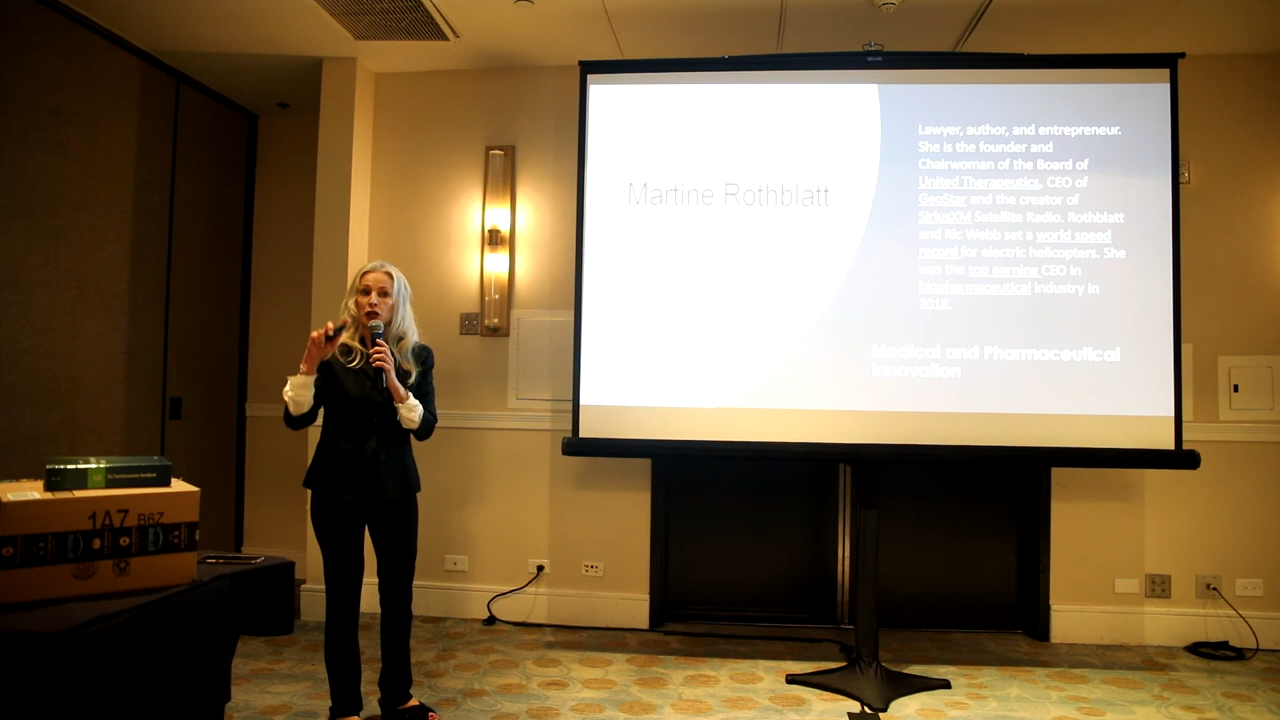 Martine Rothblatt
Lawyer, author, and entrepreneur.
She is the founder and
Chairwoman of the Board of
United Therapeutics, CEO of
GeoStar and the creator of
SiriusXM Satellite Radio. Rothblatt
and Ric Webb set a world speed
record for electric helicopters. She
was the top earning CEO in
biopharmaceutical industry in
2018.
Medical and Pharmaceutical
Innovation
1A7 B6Z